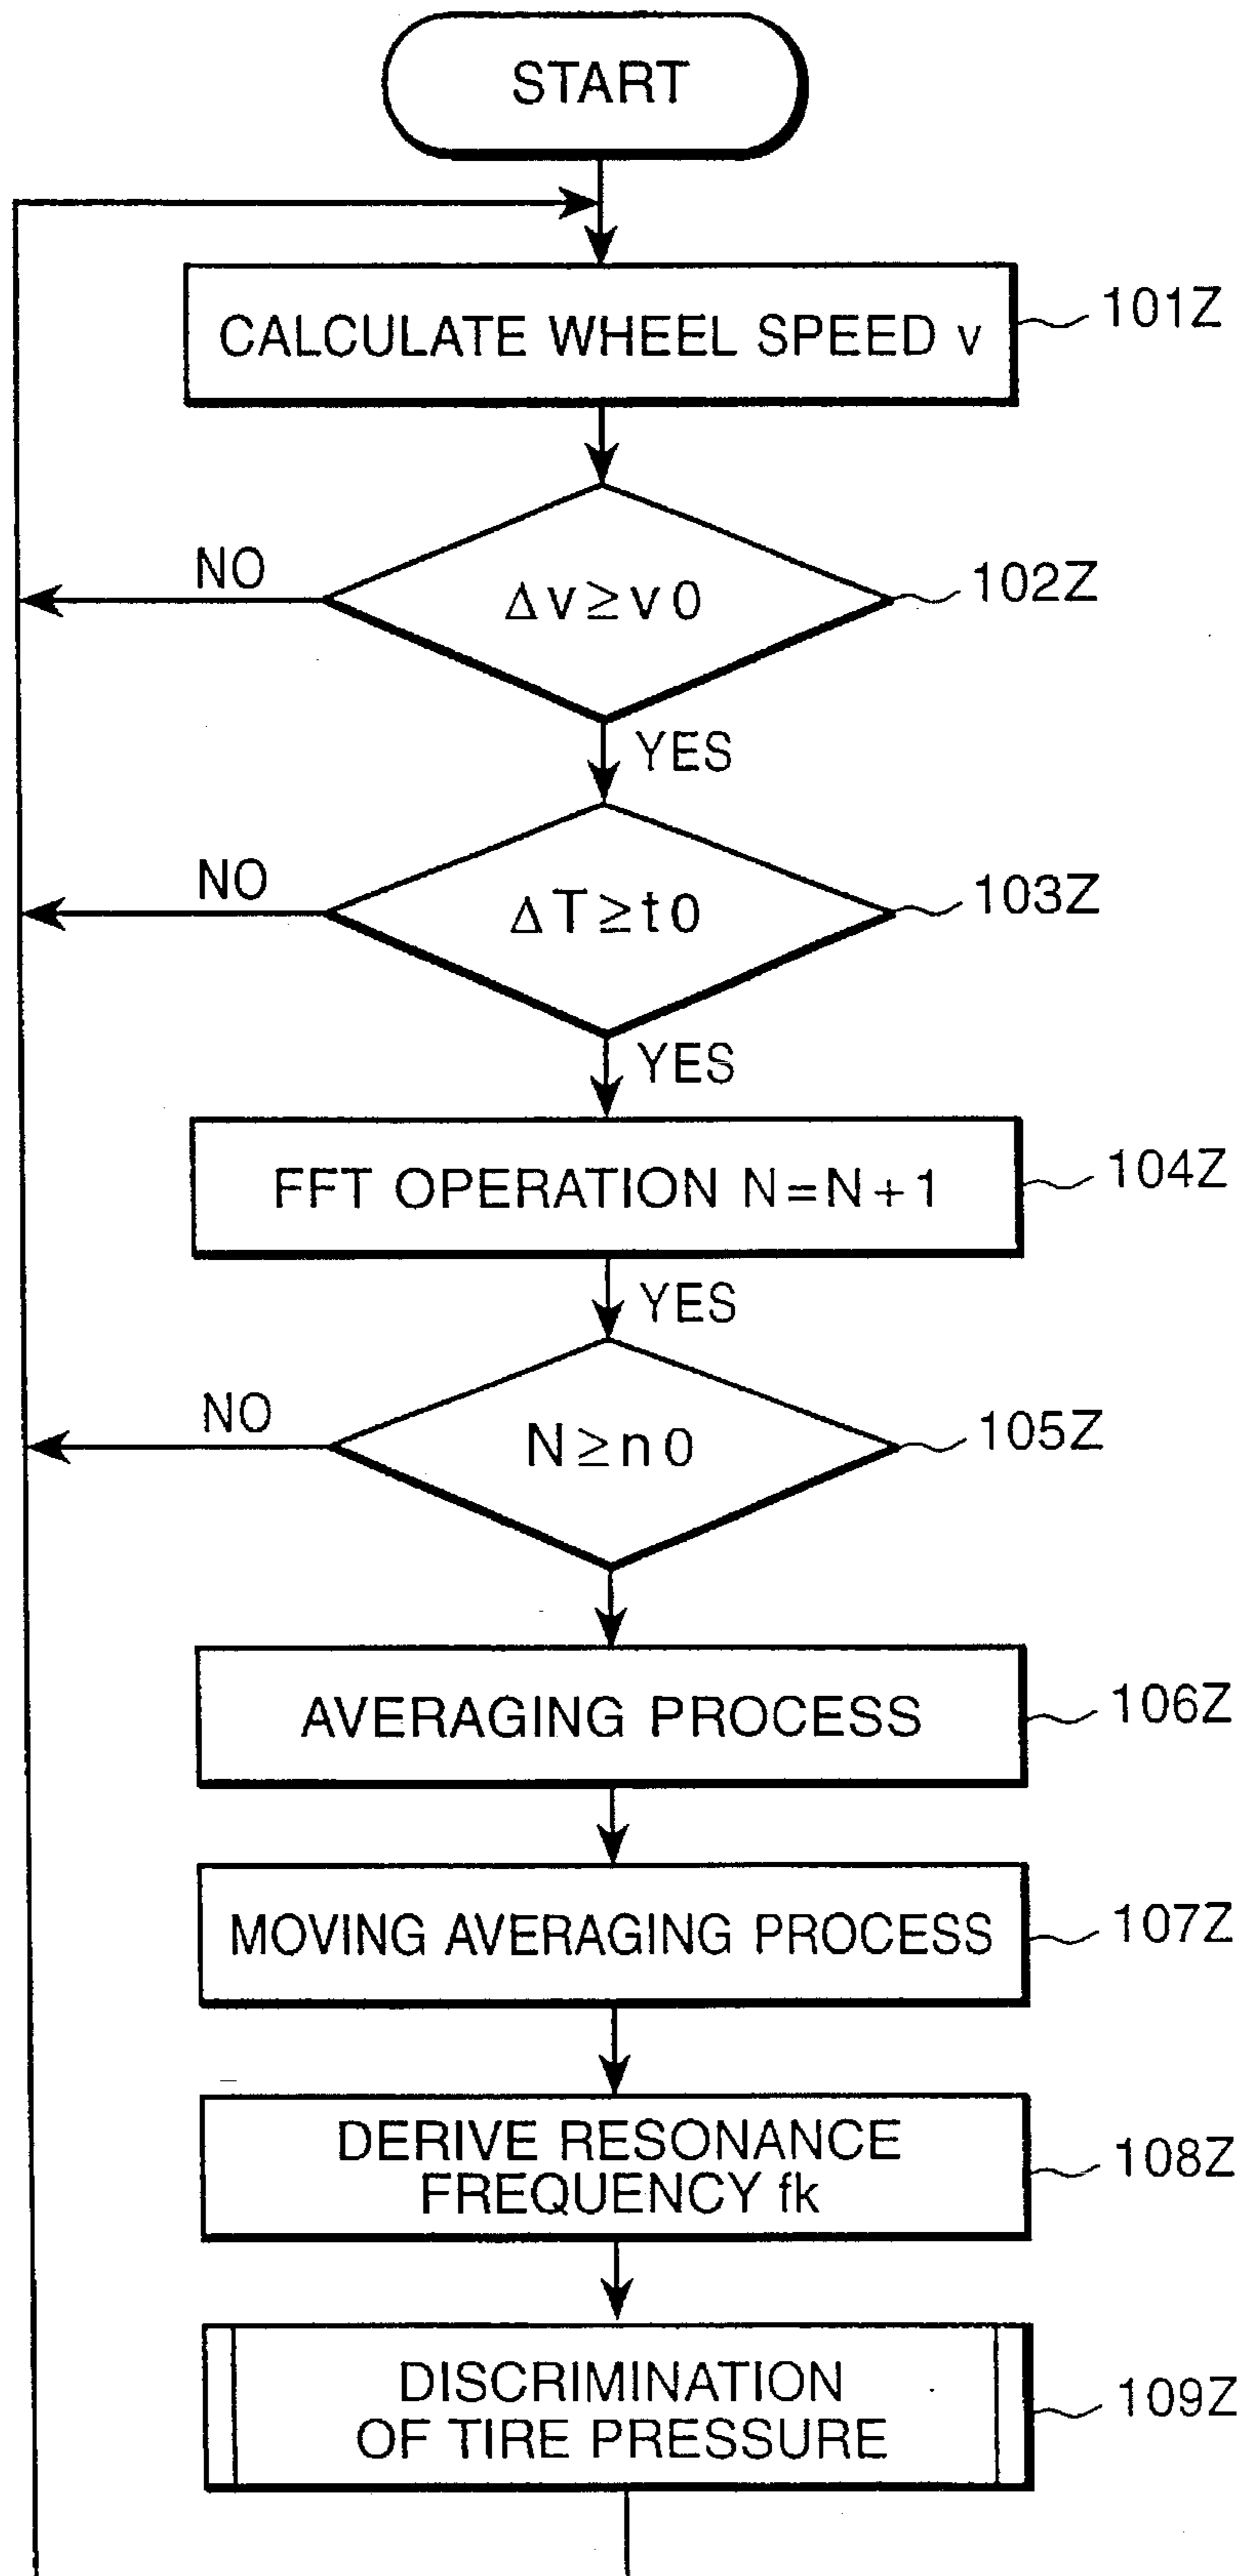 START
CALCULATE WHEEL SPEED v
101Z
NO
Δv≥v0
102Z
YES
NO
ΔT≥t0
103Z
YES
FFT OPERATION N=N+1
104Z
YES
NO
N≥n0
105Z
AVERAGING PROCESS
106Z
MOVING AVERAGING PROCESS
107Z
DERIVE RESONANCE
FREQUENCY fk
108Z
DISCRIMINATION
OF TIRE PRESSURE
109Z